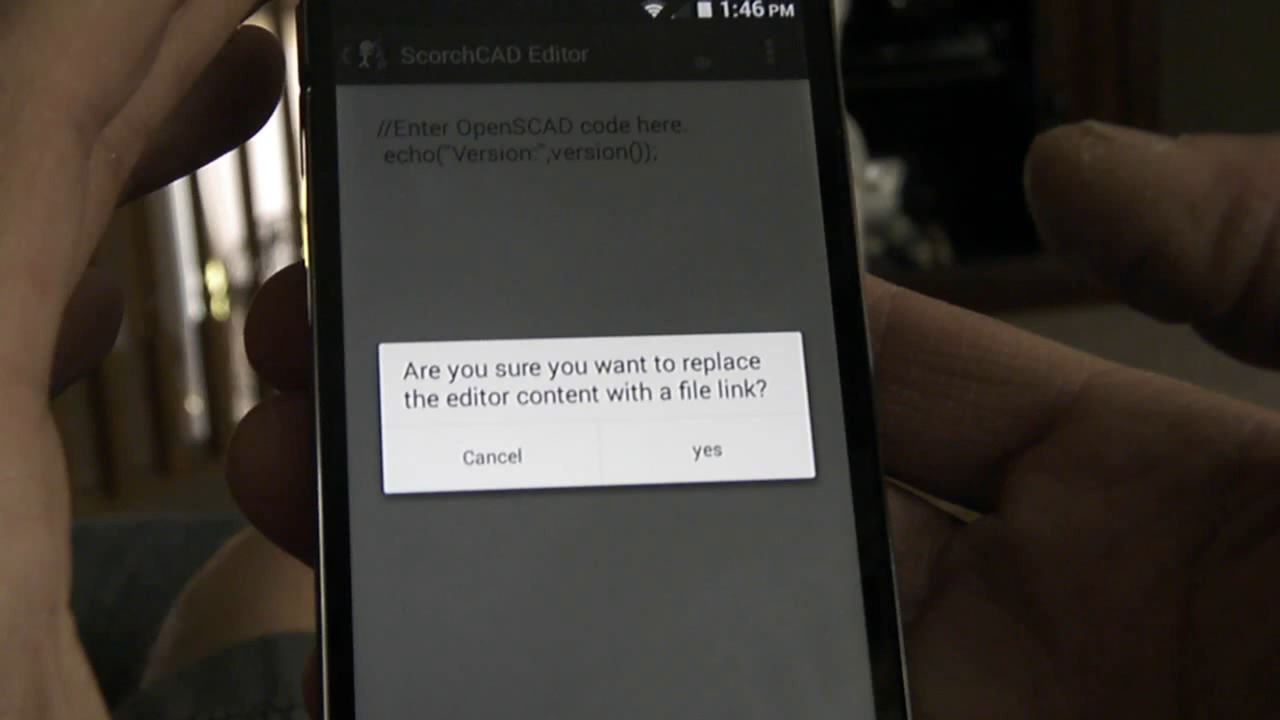 1:46 PM
ScorchCAD Editor
//Enter OpenSCAD code here.
echo("Version:",version());
Are you sure you want to replace
the editor content with a file link?
Cancel yes